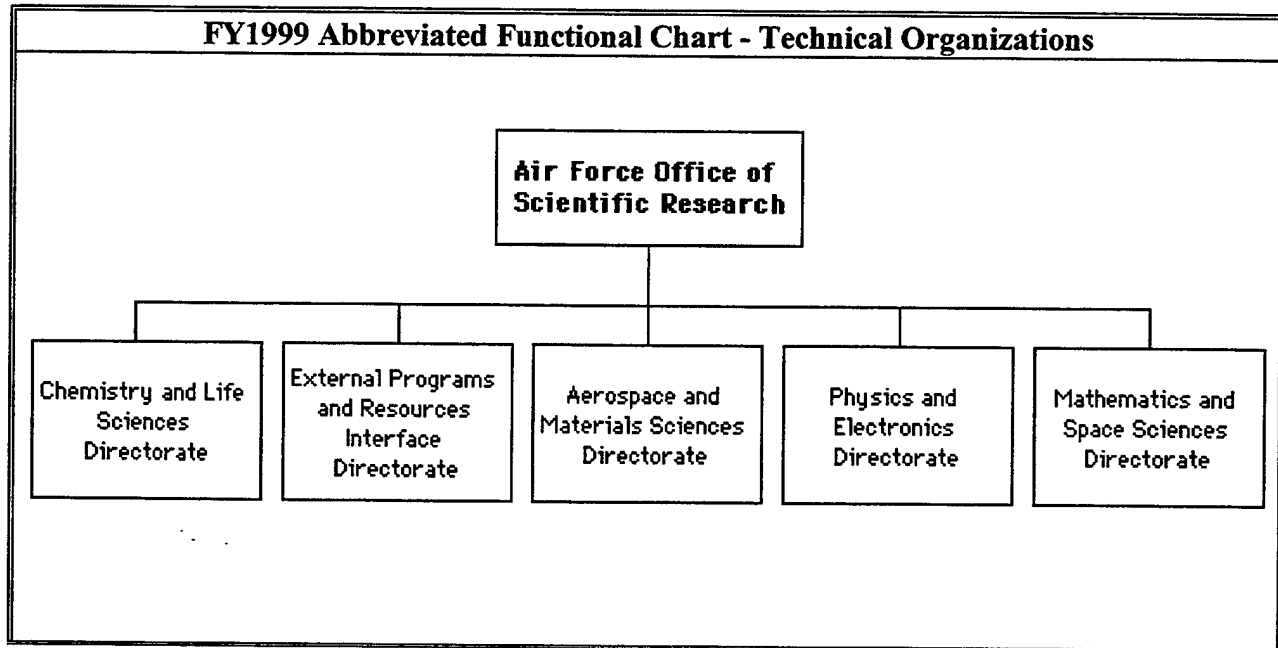 FY1999 Abbreviated Functional Chart - Technical Organizations
Air Force Office of
Scientific Research
Chemistry and Life
Sciences
Directorate
External Programs
and Resources
Interface
Directorate
Aerospace and
Materials Sciences
Directorate
Physics and
Electronics
Directorate
Mathematics and
Space Sciences
Directorate